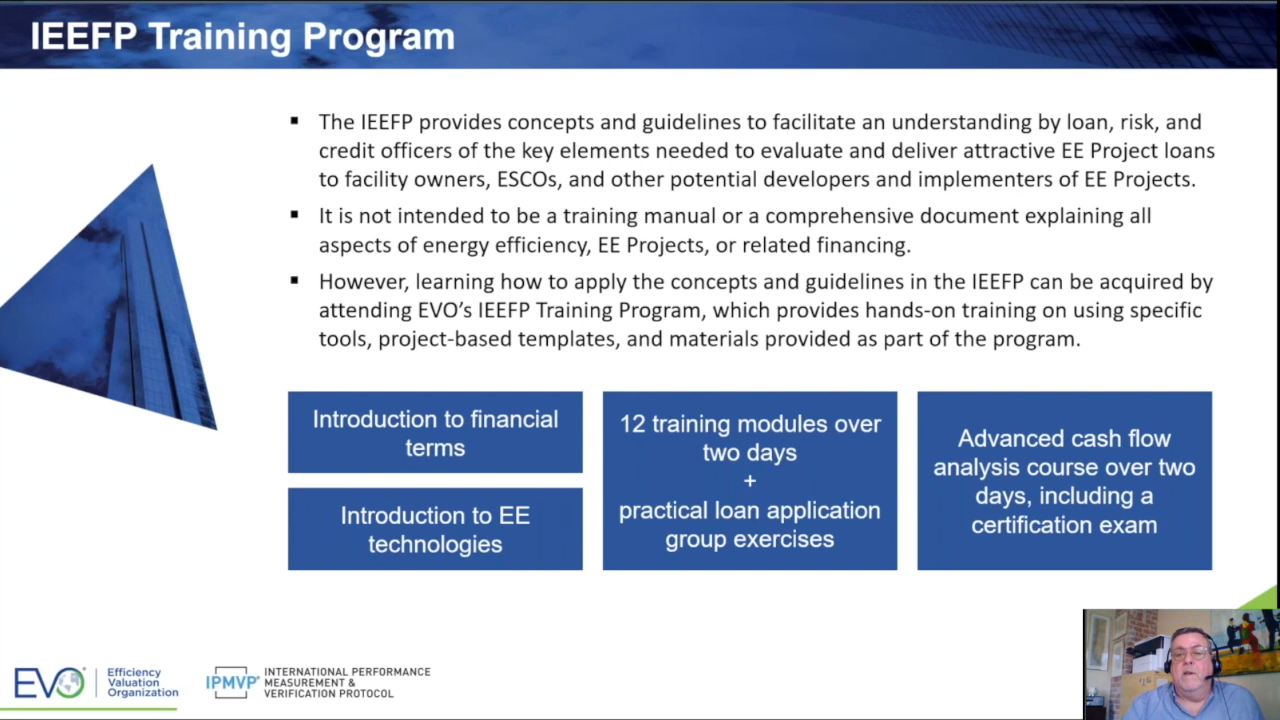 IEEFP Training Program
▪ The IEEFP provides concepts and guidelines to facilitate an understanding by loan, risk, and
credit officers of the key elements needed to evaluate and deliver attractive EE Project loans
to facility owners, ESCOs, and other potential developers and implementers of EE Projects.
▪ It is not intended to be a training manual or a comprehensive document explaining all
aspects of energy efficiency, EE Projects, or related financing.
▪ However, learning how to apply the concepts and guidelines in the IEEFP can be acquired by
attending EVO’s IEEFP Training Program, which provides hands-on training on using specific
tools, project-based templates, and materials provided as part of the program.
Introduction to financial
terms
Introduction to EE
technologies
12 training modules over
two days
+
practical loan application
group exercises
Advanced cash flow
analysis course over two
days, including a
certification exam
EVO®
Efficiency
Valuation
Organization
IPMVP®
INTERNATIONAL PERFORMANCE
MEASUREMENT &
VERIFICATION PROTOCOL